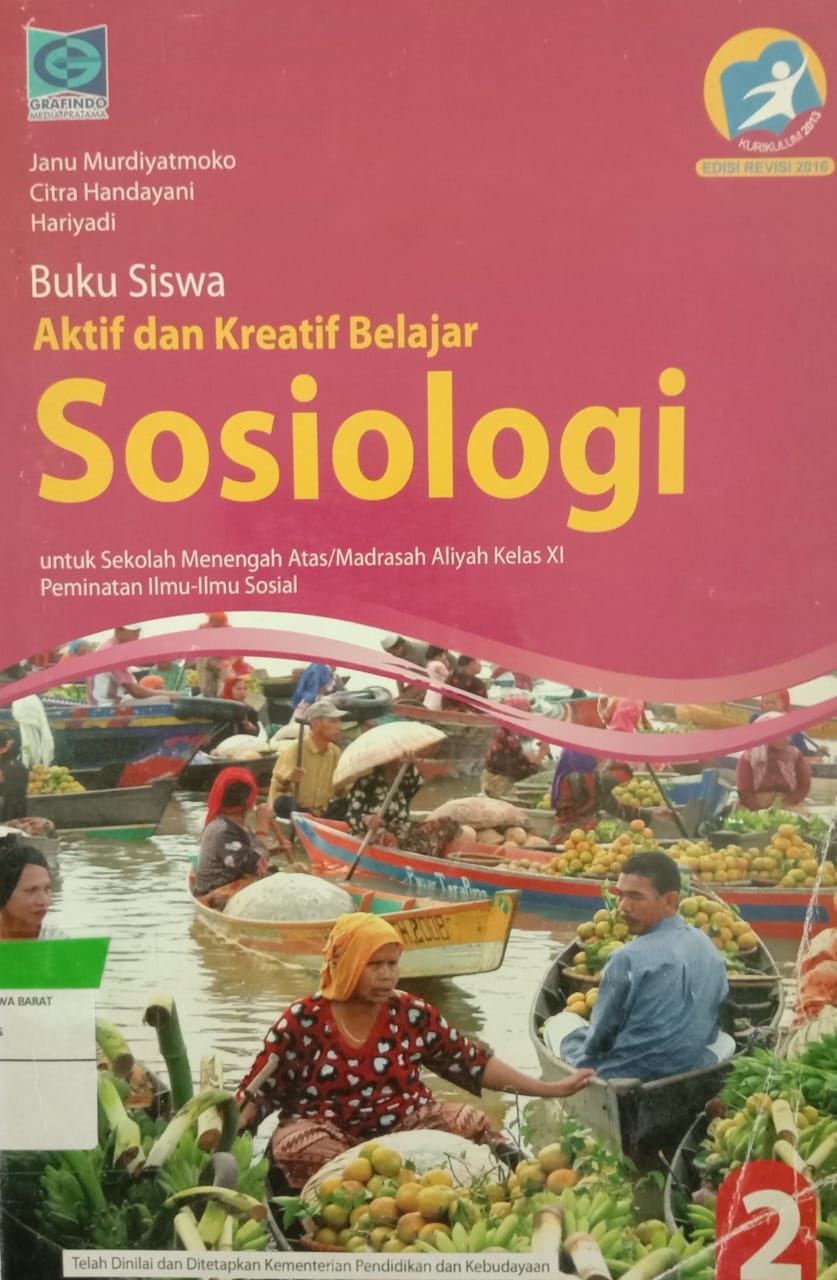 GRAFINDO
MEDIA PRATAMA
KURIKULUM 2013
EDISI REVISI 2016
Janu Murdiyatmoko
Citra Handayani
Hariyadi
Buku Siswa
Aktif dan Kreatif Belajar
Sosiologi
untuk Sekolah Menengah Atas/Madrasah Aliyah Kelas XI
Peminatan Ilmu-Ilmu Sosial
WA BARAT
2
Telah Dinilai dan Ditetapkan Kementerian Pendidikan dan Kebudayaan